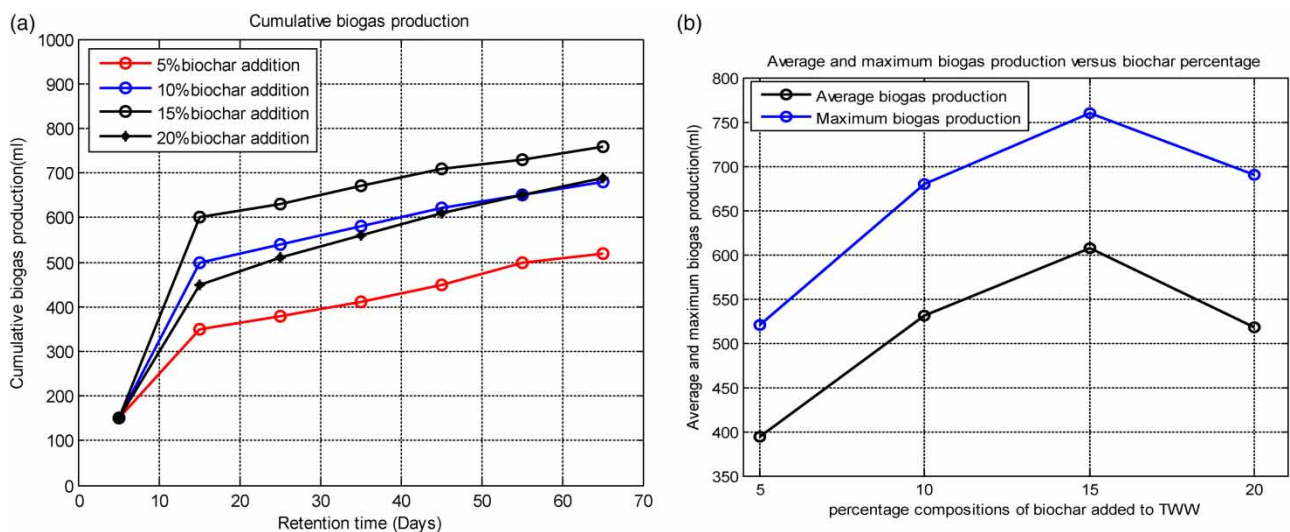 (a)
Cumulative biogas production
1000
900
800
700
600
500
400
300
200
100
0
Cumulative biogas production(ml)
5%biochar addition
10%biochar addition
15%biochar addition
20%biochar addition
0 10 20 30 40 50 60 70
Retention time (Days)
(b)
Average and maximum biogas production versus biochar percentage
800
750
700
650
600
550
500
450
400
350
Average and maximum biogas production(ml)
Average biogas production
Maximum biogas production
5 10 15 20
percentage compositions of biochar added to TWW